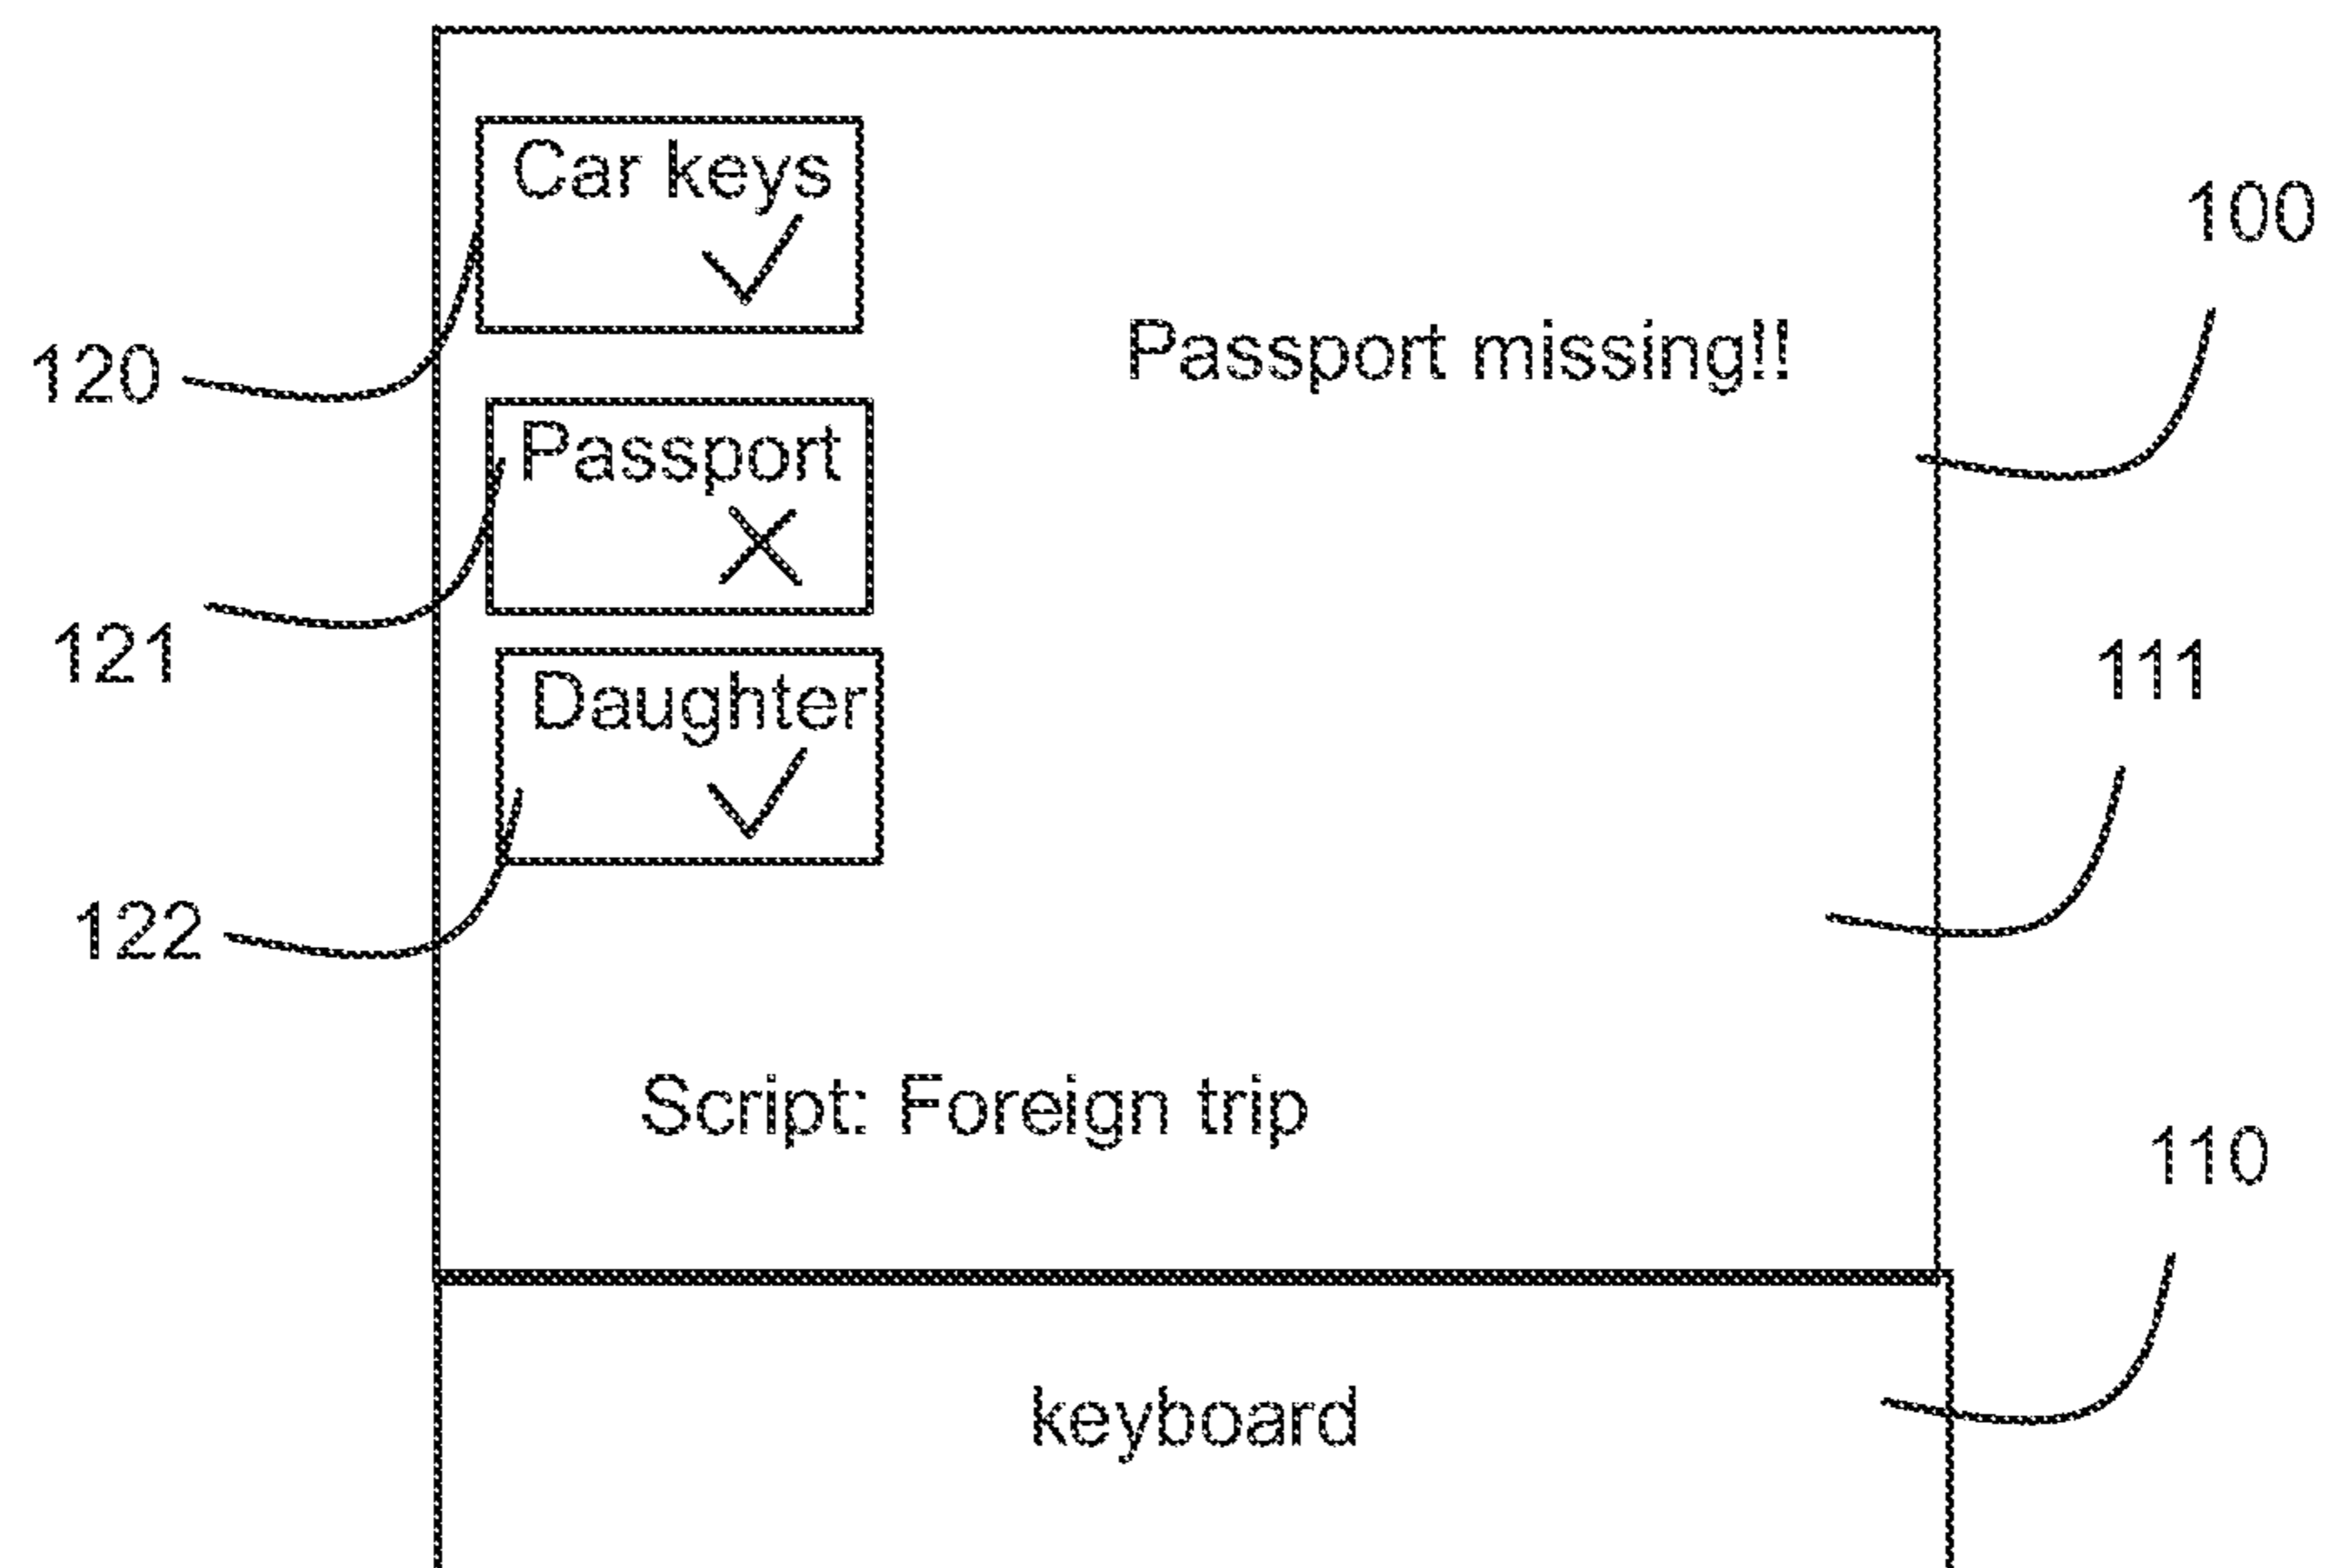 Car keys
100
Passport missing!!
120
Passport
121
111
Daughter
122
Script: Foreign trip
110
keyboard